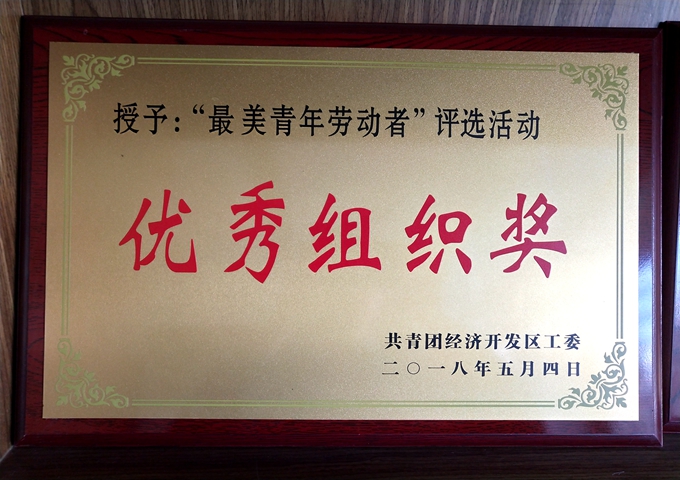 授予：“最美青年劳动者”评选活动
优秀组织奖
共青团经济开发区工委
二〇一八年五月四日